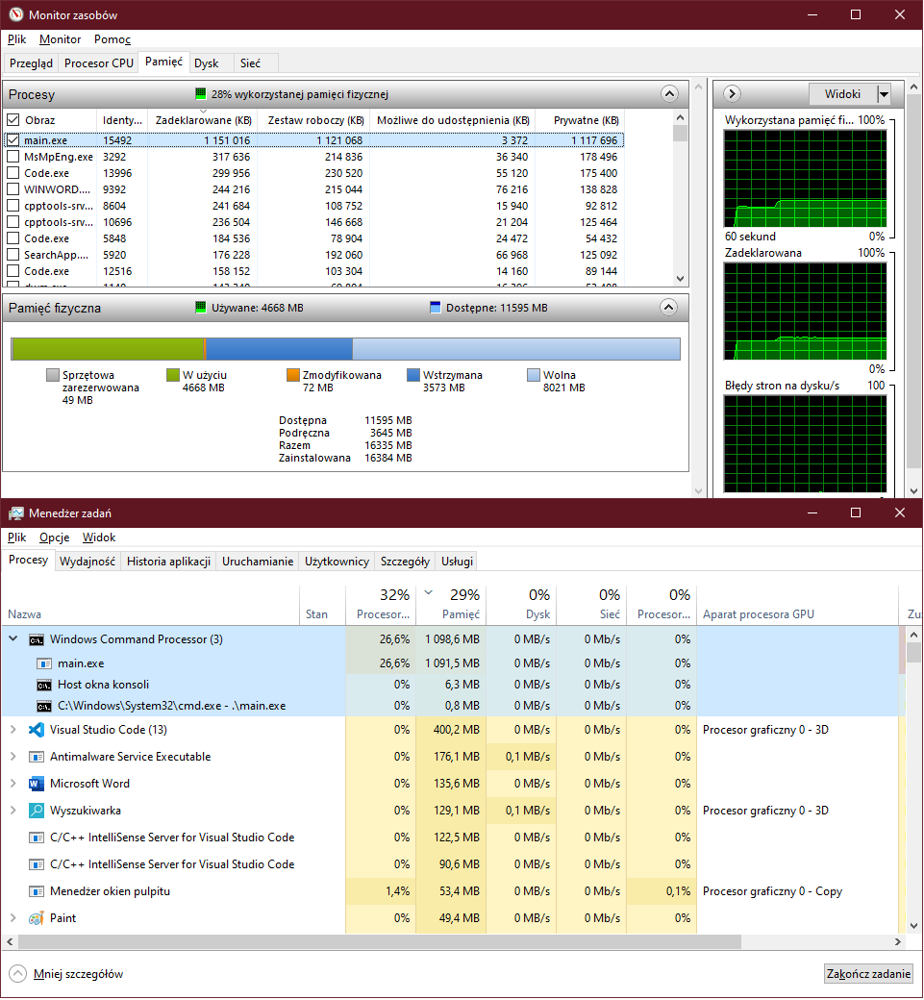 Monitor zasobów
Plik Monitor Pomoc
Przegląd Procesor CPU Pamięć Dysk Sieć
Procesy 28% wykorzystanej pamięci fizycznej
Obraz Identy... Zadeklarowane (KB) Zestaw roboczy (KB) Możliwe do udostępnienia (KB) Prywatne (KB)
main.exe 15492 1 151 016 1 121 068 3 372 1 117 696
MsMpEng.exe 3292 317 636 214 836 36 340 178 496
Code.exe 13996 299 956 230 520 55 120 175 400
WINWORD.... 9392 244 216 215 044 76 216 138 828
cpptools-srv... 8604 241 684 108 752 15 940 92 812
cpptools-srv... 10696 236 504 146 668 21 204 125 464
Code.exe 5848 184 536 78 904 24 472 54 432
SearchApp.... 5920 176 228 192 060 66 968 125 092
Code.exe 12516 158 152 103 304 14 160 89 144
Pamięć fizyczna Używane: 4668 MB Dostępne: 11595 MB
Sprzętowa zarezerwowana 49 MB
W użyciu 4668 MB
Zmodyfikowana 72 MB
Wstrzymana 3573 MB
Wolna 8021 MB
Dostępna 11595 MB
Podręczna 3645 MB
Razem 16335 MB
Zainstalowana 16384 MB
Widoki
Wykorzystana pamięć fi... 100%
60 sekund 0%
Zadeklarowana 100%
0%
Błędy stron na dysku/s 100
Menedżer zadań
Plik Opcje Widok
Procesy Wydajność Historia aplikacji Uruchamianie Użytkownicy Szczegóły Usługi
32% 29% 0% 0% 0%
Nazwa Stan Procesor... Pamięć Dysk Sieć Procesor... Aparat procesora GPU Zu
Windows Command Processor (3) 26,6% 1 098,6 MB 0 MB/s 0 Mb/s 0%
main.exe 26,6% 1 091,5 MB 0 MB/s 0 Mb/s 0%
Host okna konsoli 0% 6,3 MB 0 MB/s 0 Mb/s 0%
C:\Windows\System32\cmd.exe - .\main.exe 0% 0,8 MB 0 MB/s 0 Mb/s 0%
Visual Studio Code (13) 0% 400,2 MB 0 MB/s 0 Mb/s 0% Procesor graficzny 0 - 3D
Antimalware Service Executable 0% 176,1 MB 0,1 MB/s 0 Mb/s 0%
Microsoft Word 0% 135,6 MB 0 MB/s 0 Mb/s 0%
Wyszukiwarka 0% 129,1 MB 0,1 MB/s 0 Mb/s 0% Procesor graficzny 0 - 3D
C/C++ IntelliSense Server for Visual Studio Code 0% 122,5 MB 0 MB/s 0 Mb/s 0%
C/C++ IntelliSense Server for Visual Studio Code 0% 90,6 MB 0 MB/s 0 Mb/s 0%
Menedżer okien pulpitu 1,4% 53,4 MB 0 MB/s 0 Mb/s 0,1% Procesor graficzny 0 - Copy
Paint 0% 49,4 MB 0 MB/s 0 Mb/s 0%
Mniej szczegółów Zakończ zadanie